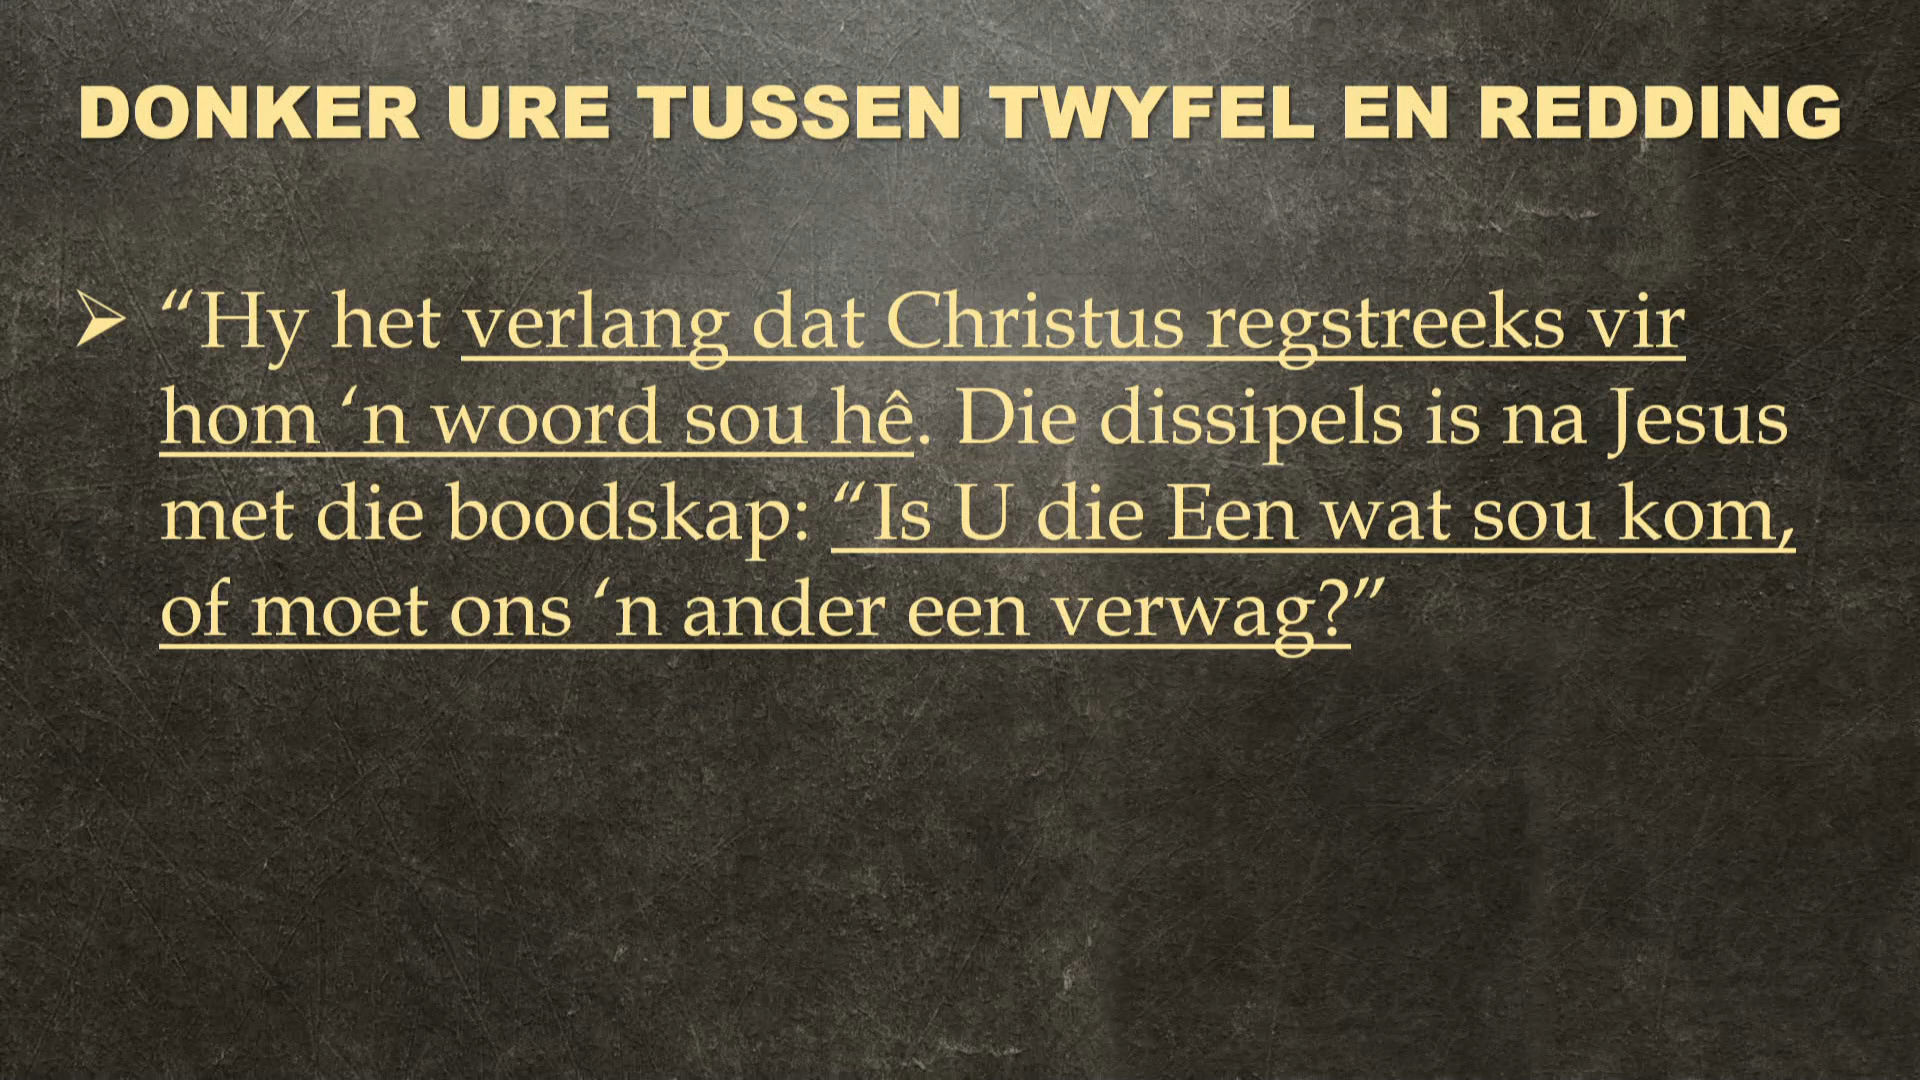 DONKER URE TUSSEN TWYFEL EN REDDING
➢ “Hy het verlang dat Christus regstreeks vir
hom ‘n woord sou hê. Die dissipels is na Jesus
met die boodskap: “Is U die Een wat sou kom,
of moet ons ‘n ander een verwag?”